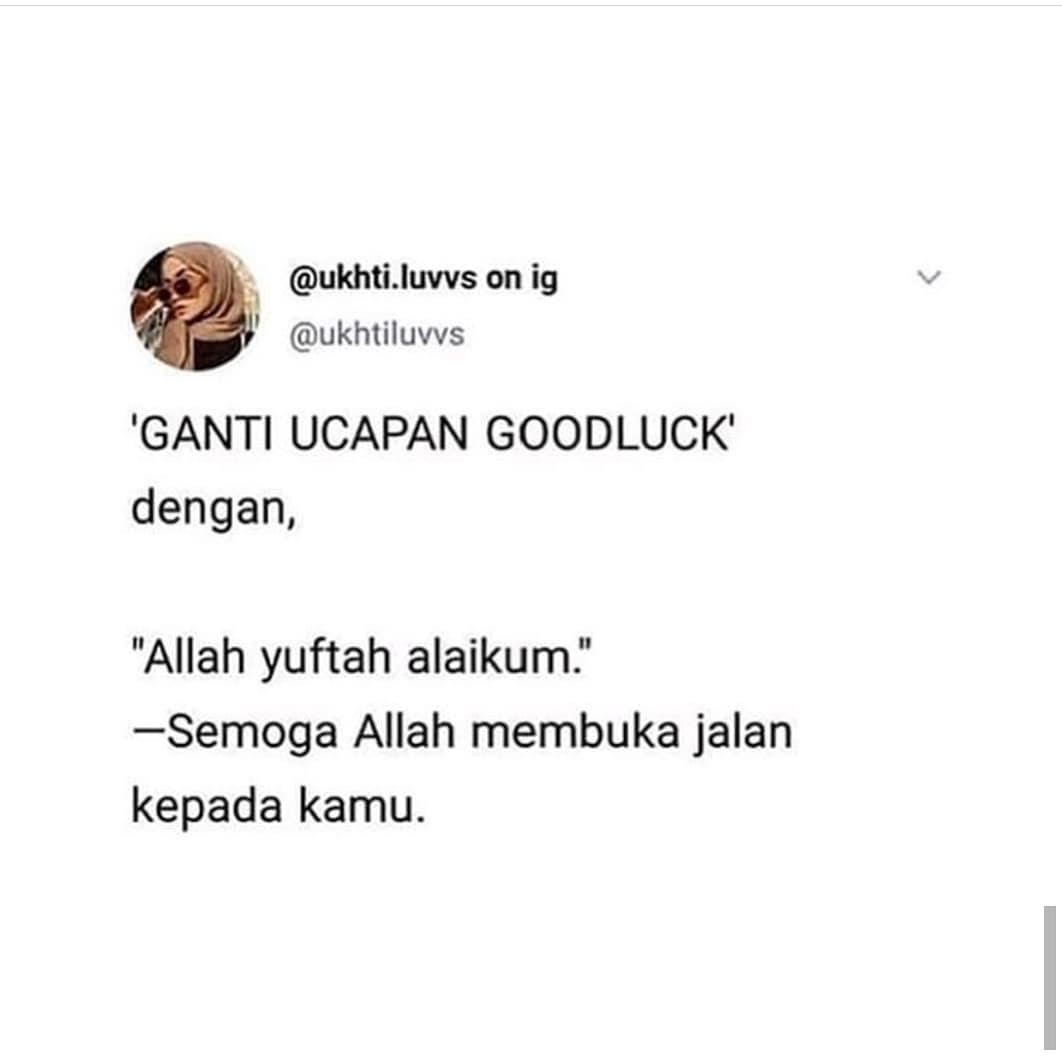 @ukhti.luvvs on ig
@ukhtiluvvs
'GANTI UCAPAN GOODLUCK'
dengan,
"Allah yuftah alaikum."
—Semoga Allah membuka jalan
kepada kamu.